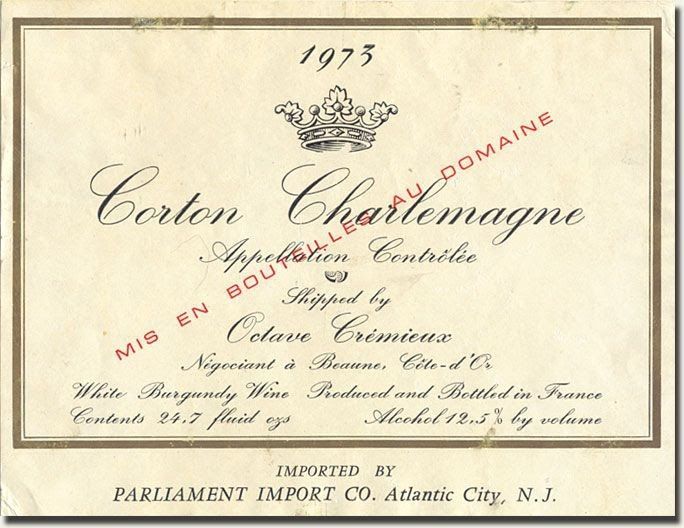 1973
Corton Charlemagne
Appellation Contrôlée
MIS EN BOUTEILLES AU DOMAINE
Shipped by
Octave Crémieux
Négociant à Beaune, Côte-d'Or
White Burgundy Wine Produced and Bottled in France
Contents 24,7 fluid ozs Alcohol 12,5% by volume
IMPORTED BY
PARLIAMENT IMPORT CO. Atlantic City, N. J.